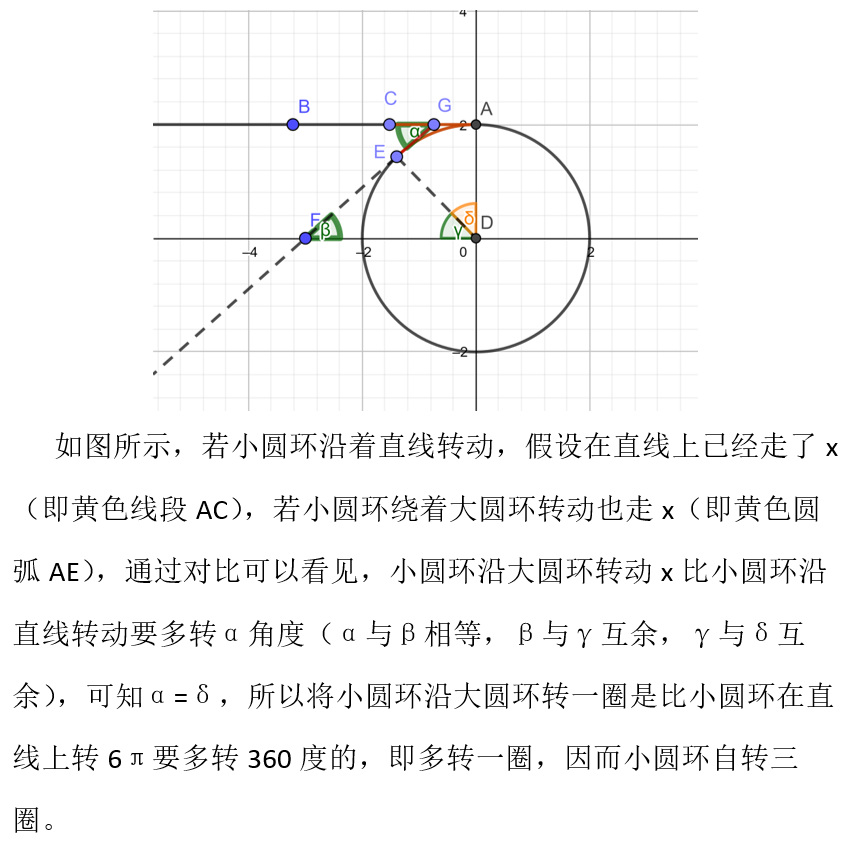 4
B
C
G
A
2
α
E
F
β
δ
D
γ
−4
−2
0
2
−2
如图所示，若小圆环沿着直线转动，假设在直线上已经走了 x
（即黄色线段 AC），若小圆环绕着大圆环转动也走 x（即黄色圆
弧 AE），通过对比可以看见，小圆环沿大圆环转动 x 比小圆环沿
直线转动要多转 α 角度（ α 与 β 相等， β 与 γ 互余， γ 与 δ 互
余），可知 α = δ ，所以将小圆环沿大圆环转一圈是比小圆环在直
线上转 6 π 要多转 360 度的，即多转一圈，因而小圆环自转三
圈。